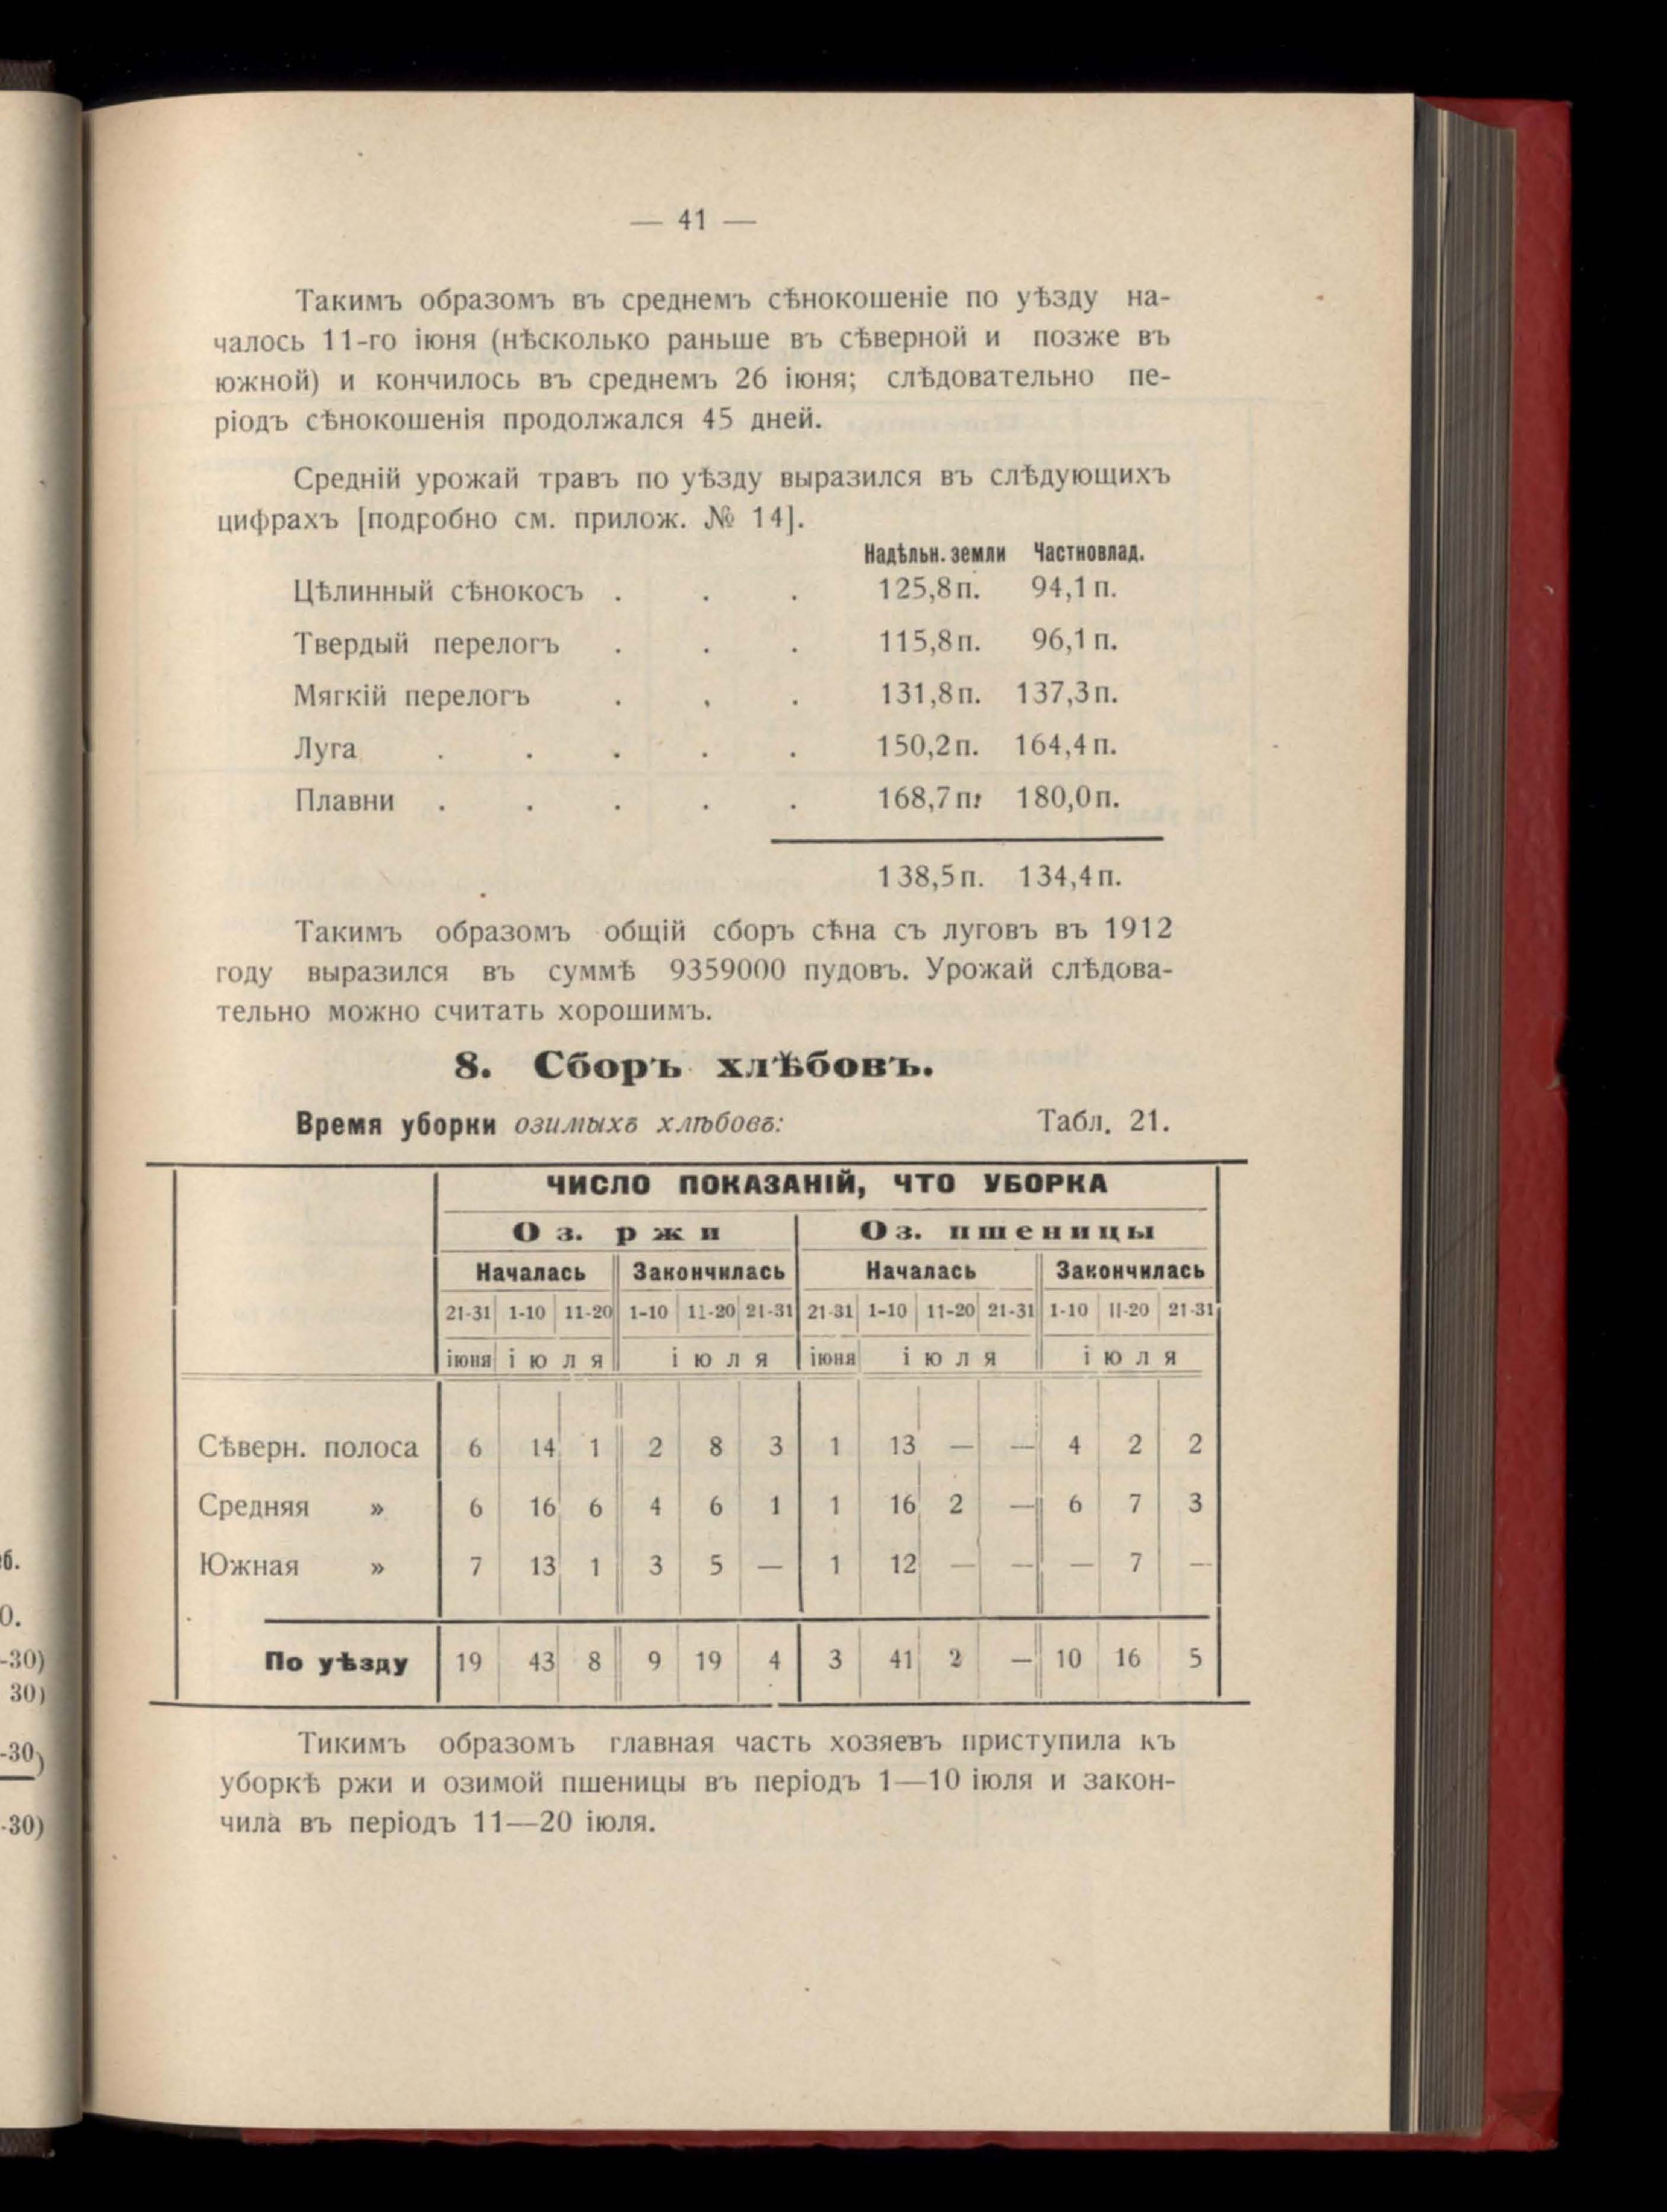 — 41 —
Такимъ образомъ въ среднемъ сѣнокошеніе по уѣзду на-
чалось 11-го іюня (нѣсколько раньше въ сѣверной и позже въ
южной) и кончилось въ среднемъ 26 іюня; слѣдовательно пе-
ріодъ сѣнокошенія продолжался 45 дней.
Средній урожай травъ по уѣзду выразился въ слѣдующихъ
цифрахъ [подробно см. прилож. № 14].
Надѣльн. земли Частновлад.
Цѣлинный сѣнокосъ . . . 125,8 п. 94,1 п.
Твердый перелогъ . . . 115,8 п. 96,1 п.
Мягкій перелогъ . , . 131,8 п. 137,3 п.
Луга . . . . . 150,2 п. 164,4 п.
Плавни . . . . . 168,7 п. 180,0 п.
138,5 п. 134,4 п.
Такимъ образомъ общій сборъ сѣна съ луговъ въ 1912
году выразился въ суммѣ 9359000 пудовъ. Урожай слѣдова-
тельно можно считать хорошимъ.
8. Сборъ хлѣбовъ.
Время уборки озимыхъ хлѣбовъ: Табл. 21.
ЧИСЛО ПОКАЗАНІЙ, ЧТО УБОРКА
Оз. ржи Оз. пшеницы
Началась Закончилась Началась Закончилась
21-31 1-10 11-20 1-10 11-20 21-31 21-31 1-10 11-20 21-31 1-10 11-20 21-31
іюня іюля іюля іюня іюля іюля
Сѣверн. полоса 6 14 1 2 8 3 1 13 — — 4 2 2
Средняя » 6 16 6 4 6 1 1 16 2 — 6 7 3
Южная » 7 13 1 3 5 — 1 12 — — — 7 —
По уѣзду 19 43 8 9 19 4 3 41 2 — 10 16 5
Тикимъ образомъ главная часть хозяевъ приступила къ
уборкѣ ржи и озимой пшеницы въ періодъ 1—10 іюля и закон-
чила въ періодъ 11—20 іюля.
-30)
30)
-30)
-30)